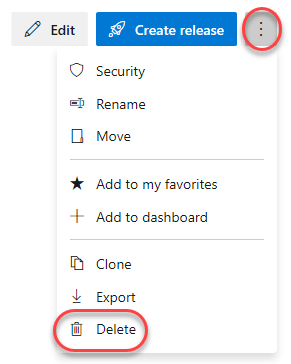 Edit
Create release
Security
Rename
Move
Add to my favorites
Add to dashboard
Clone
Export
Delete